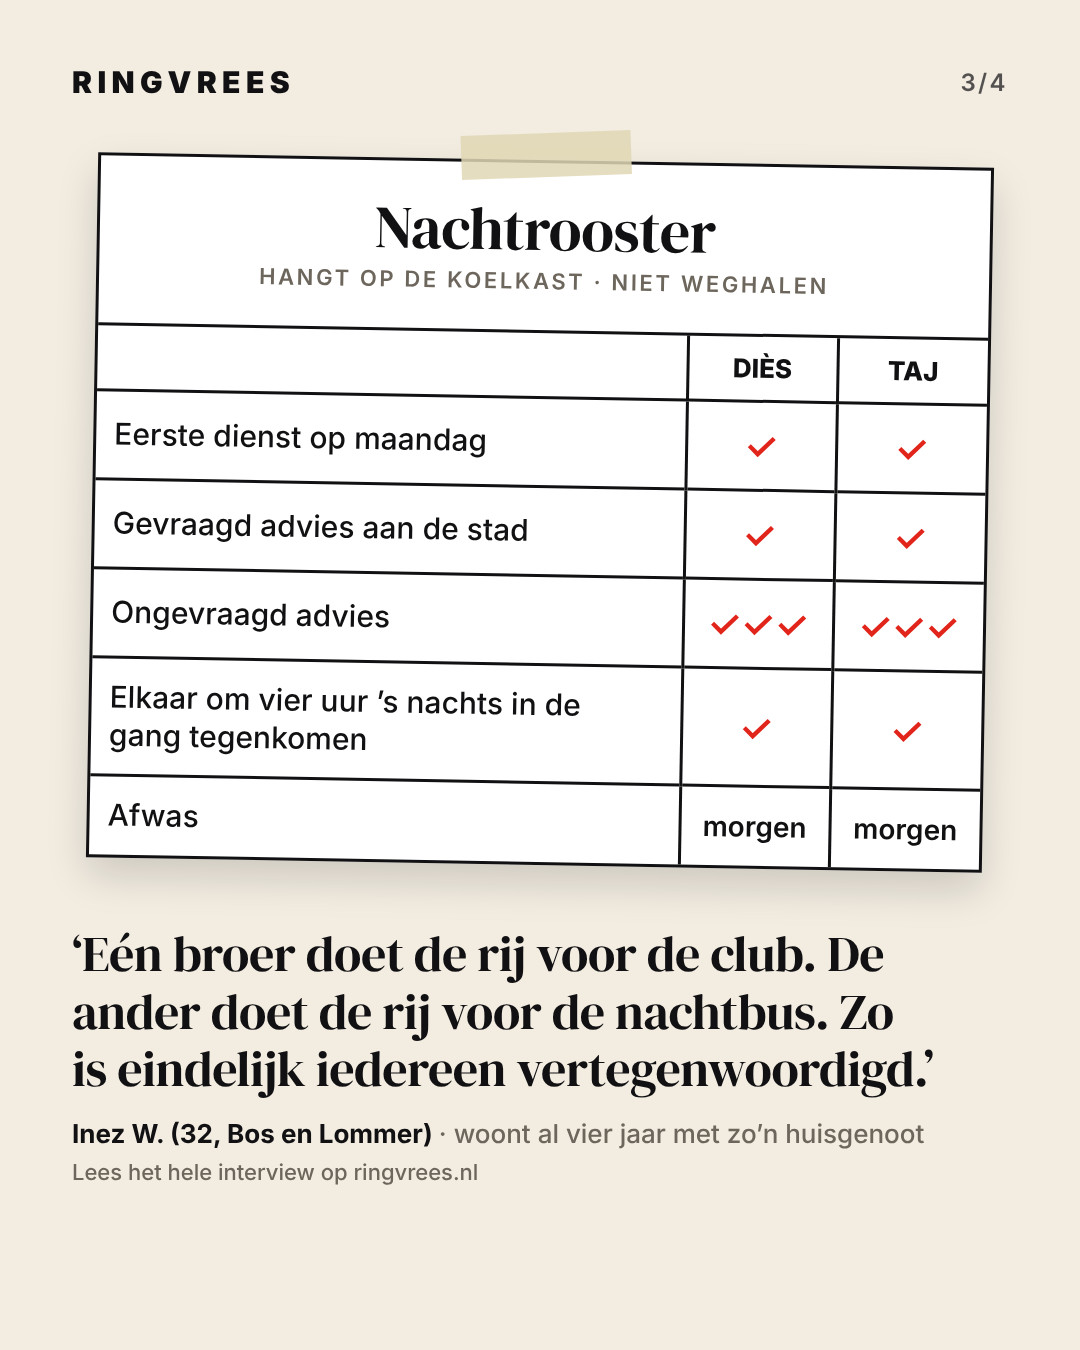 RINGVREES
3/4
Nachtrooster
HANGT OP DE KOELKAST · NIET WEGHALEN
DIÈS TAJ
Eerste dienst op maandag ✓ ✓
Gevraagd advies aan de stad ✓ ✓
Ongevraagd advies ✓✓✓ ✓✓✓
Elkaar om vier uur ’s nachts in de
gang tegenkomen ✓ ✓
Afwas morgen morgen
‘Eén broer doet de rij voor de club. De
ander doet de rij voor de nachtbus. Zo
is eindelijk iedereen vertegenwoordigd.’
Inez W. (32, Bos en Lommer) · woont al vier jaar met zo’n huisgenoot
Lees het hele interview op ringvrees.nl